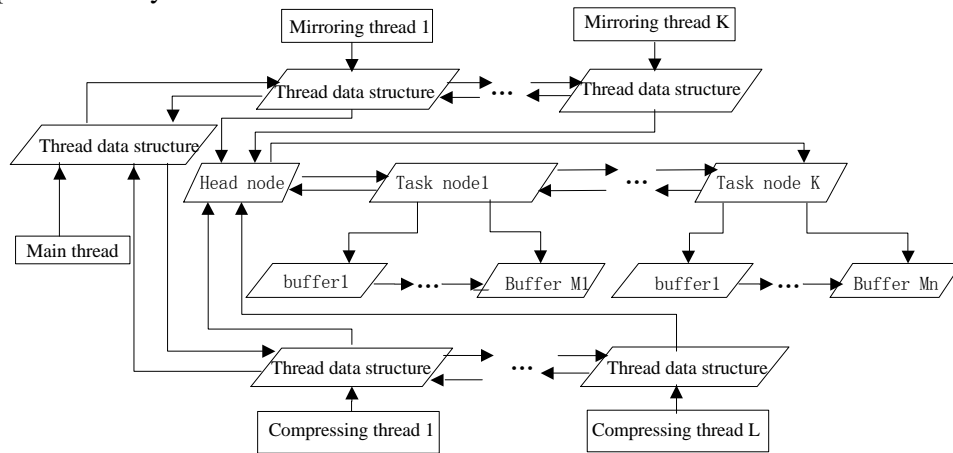 Mirroring thread 1
Mirroring thread K
Thread data structure
...
Thread data structure
Thread data structure
Head node
Task node1
...
Task node K
Main thread
buffer1
...
Buffer M1
buffer1
...
Buffer Mn
Thread data structure
...
Thread data structure
Compressing thread 1
Compressing thread L